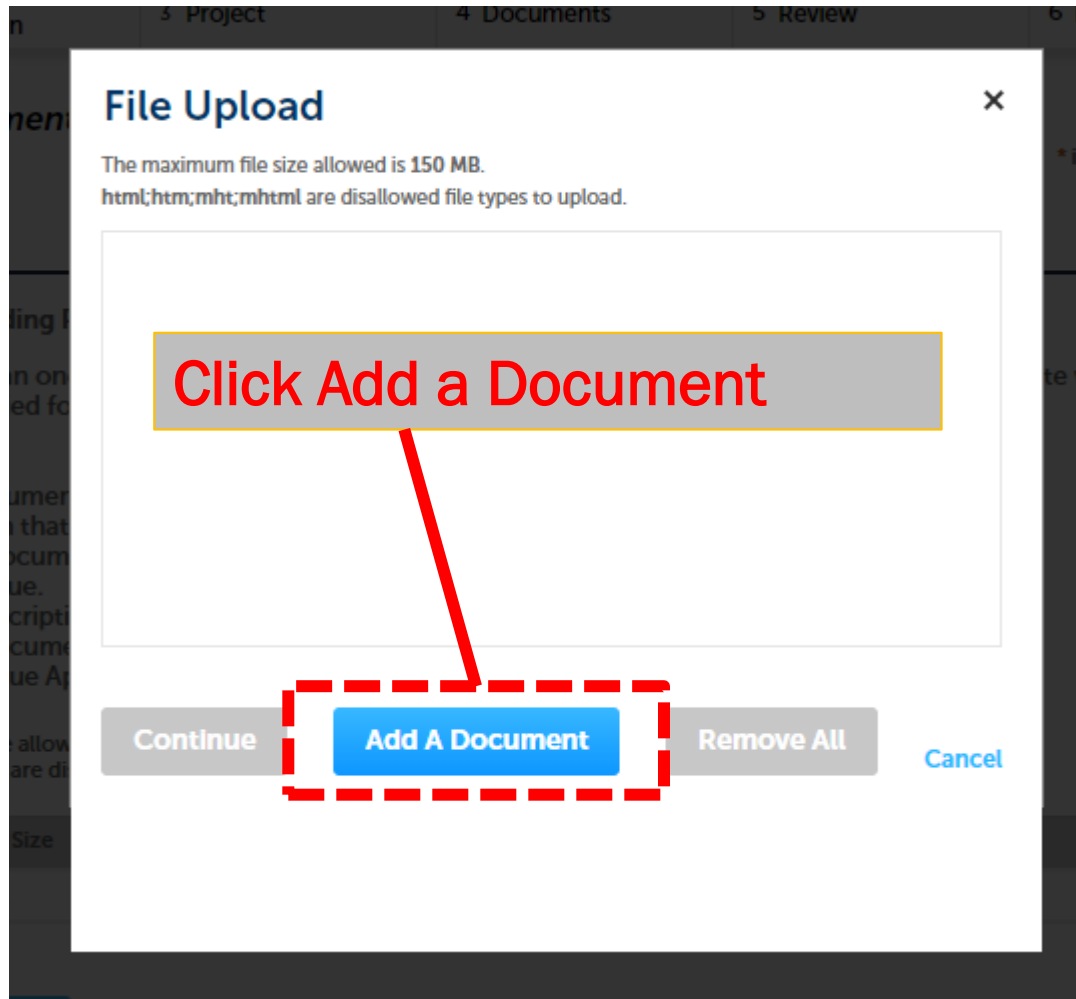 3 Project
4 Documents
5 Review
6
File Upload
×
The maximum file size allowed is 150 MB.
html;htm;mht;mhtml are disallowed file types to upload.
Click Add a Document
Continue
Add A Document
Remove All
Cancel
Size